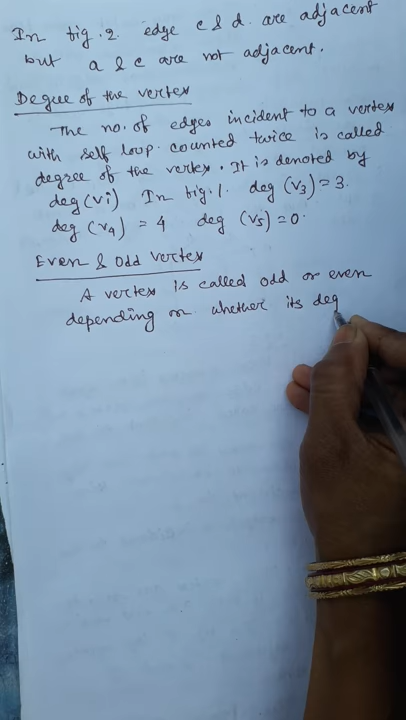 In fig. 2. edge c & d. are adjacent
but a & c are not adjacent.
Degree of the vertex
The no. of edges incident to a vertex
with self loop. counted twice is called
degree of the vertex. It is denoted by
deg (vi) In fig. 1. deg (v3) = 3.
deg (v4) = 4 deg (v5) = 0.
Even & Odd Vertex
A vertex is called odd or even
depending on whether its deg